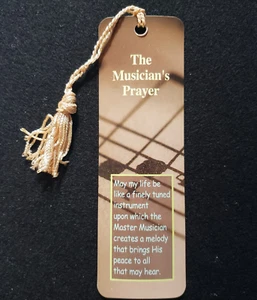 The
Musician's
Prayer
May my life be
like a finely tuned
instrument
upon which the
Master Musician
creates a melody
that brings His
peace to all
that may hear.